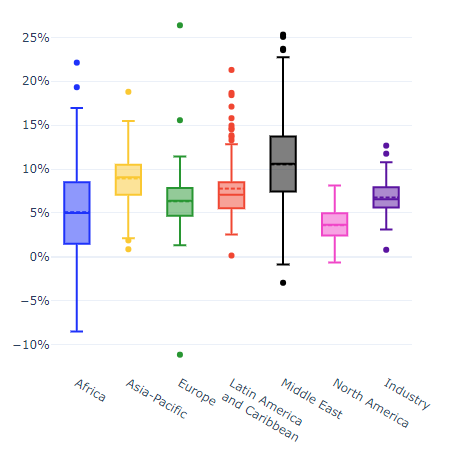 25%
20%
15%
10%
5%
0%
−5%
−10%
Africa
Asia-Pacific
Europe
Latin America
and Caribbean
Middle East
North America
Industry